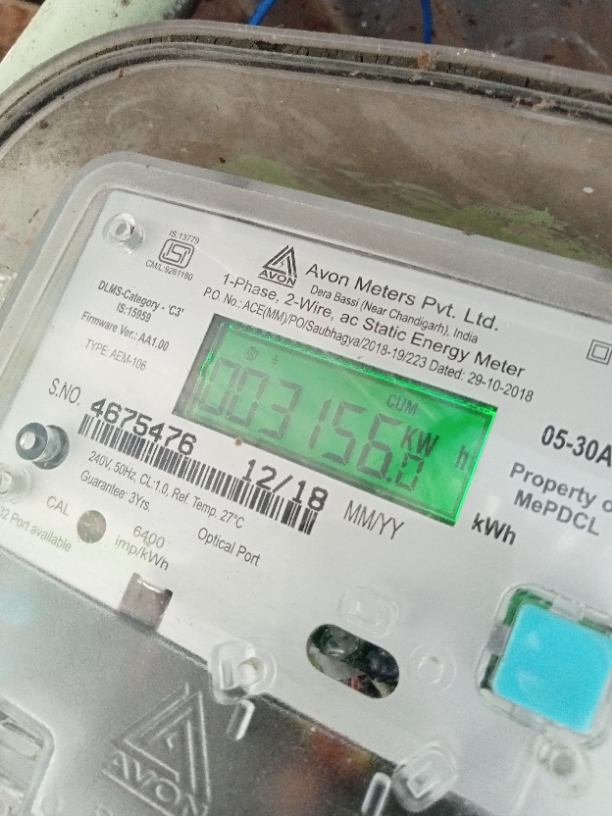 IS:13779
CM/L:9261180
AVON
Avon Meters Pvt. Ltd.
Dera Bassi (Near Chandigarh), India
1-Phase, 2-Wire, ac Static Energy Meter
P.O. No.: ACE(MM)/PO/Saubhagya/2018-19/223 Dated: 29-10-2018
DLMS-Category - 'C3'
IS:15959
Firmware Ver.: AA1.00
TYPE: AEM-106
CUM
003156.0 KW h
S.NO. 4675476 12/18 MM/YY
kWh
240V, 50Hz, CL:1.0, Ref. Temp. 27°C
Guarantee: 3Yrs.
05-30A
Property o
MePDCL
CAL
6400
imp/kWh
Optical Port
32 Port available
AVON